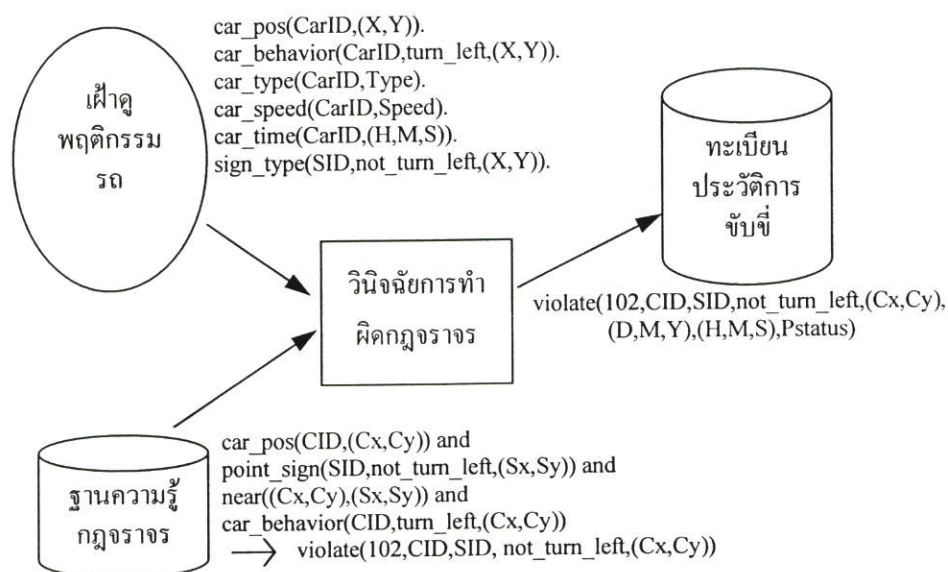 car_pos(CarID,(X,Y)).
car_behavior(CarID,turn_left,(X,Y)).
car_type(CarID,Type).
car_speed(CarID,Speed).
car_time(CarID,(H,M,S)).
sign_type(SID,not_turn_left,(X,Y)).
เฝ้าดู
พฤติกรรม
รถ
ทะเบียน
ประวัติการ
ขับขี่
วินิจฉัยการทำ
ผิดกฎจราจร
violate(102,CID,SID,not_turn_left,(Cx,Cy),
(D,M,Y),(H,M,S),Pstatus)
ฐานความรู้
กฎจราจร
car_pos(CID,(Cx,Cy)) and
point_sign(SID,not_turn_left,(Sx,Sy)) and
near((Cx,Cy),(Sx,Sy)) and
car_behavior(CID,turn_left,(Cx,Cy))
violate(102,CID,SID, not_turn_left,(Cx,Cy))